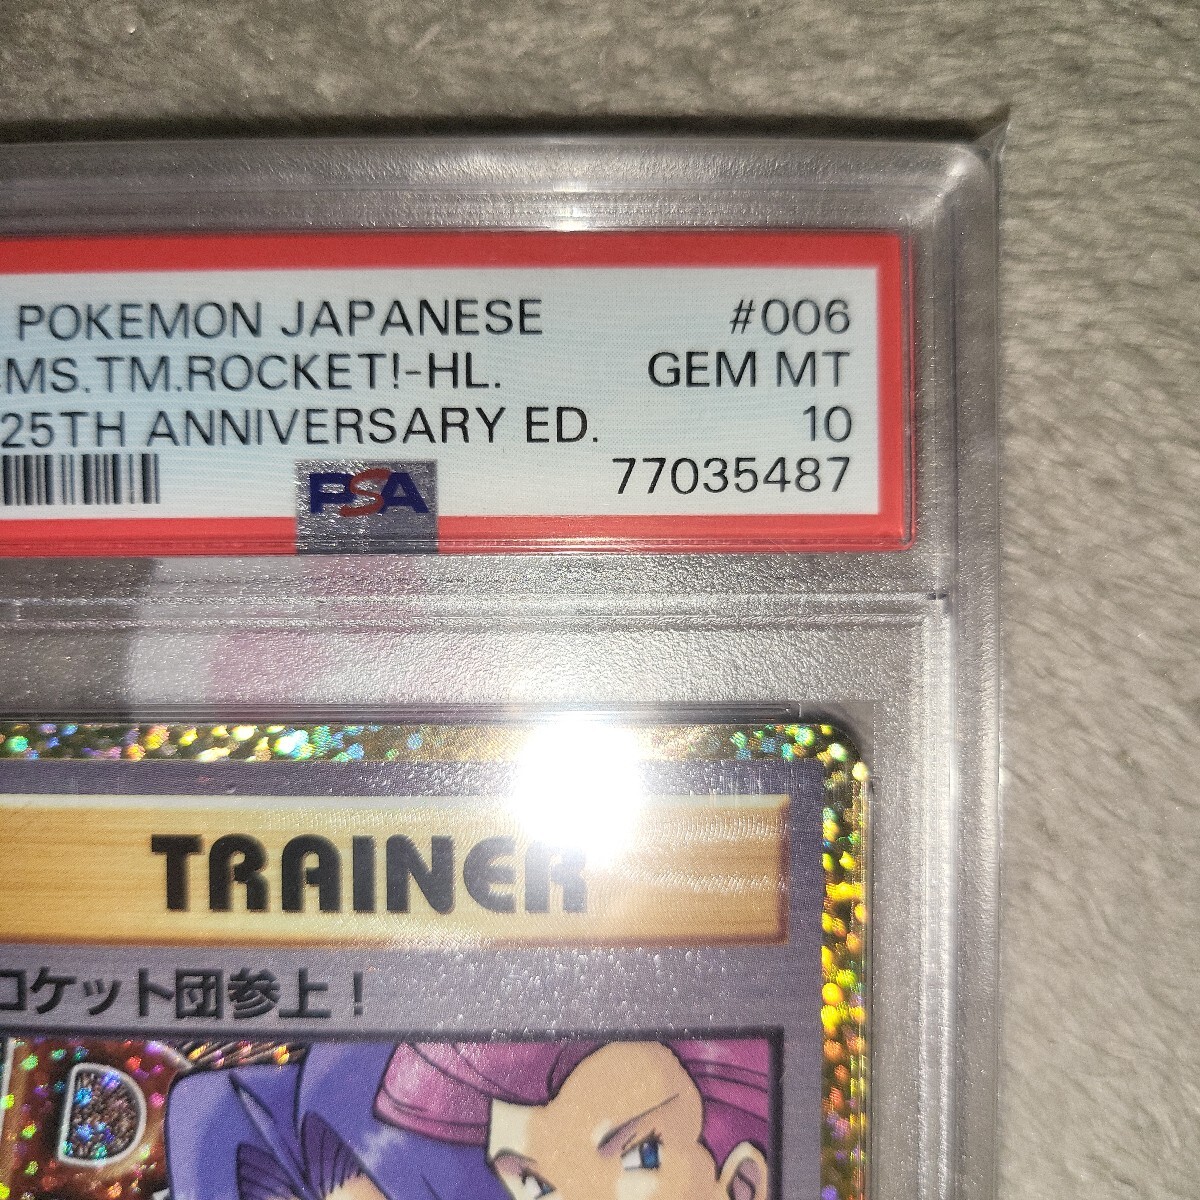 POKEMON JAPANESE #006
MS.TM.ROCKET!-HL. GEM MT
25TH ANNIVERSARY ED. 10
PSA 77035487
TRAINER
ロケット団参上！